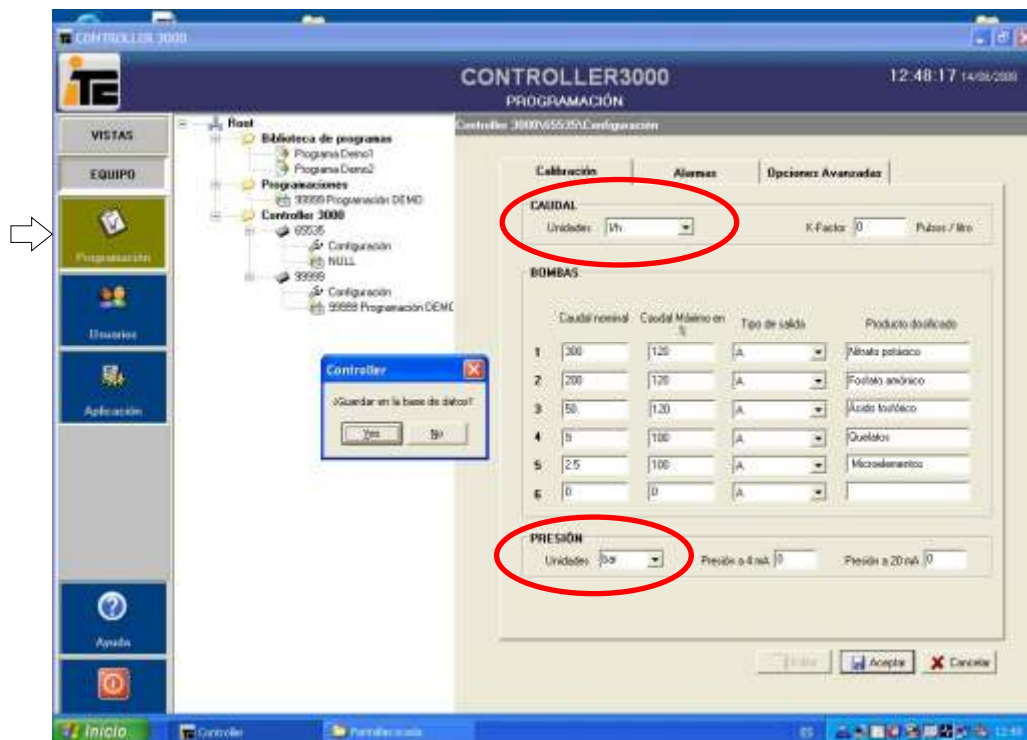 CONTROLLER 3000
iTC
CONTROLLER3000
PROGRAMACIÓN
12:48:17 14/08/2008
VISTAS
EQUIPO
Programación
Usuarios
Aplicación
Ayuda
Root
Biblioteca de programas
Programa Demo1
Programa Demo2
Programaciones
99999 Programación DEMO
Controller 3000
65535
Configuración
NULL
99999
Configuración
99999 Programación DEMO
Controller 3000\65535\Configuración
Calibración Alarmas Opciones Avanzadas
CAUDAL
Unidades l/h K-Factor 0 Pulsos / litro
BOMBAS
Caudal nominal Caudal Máximo en % Tipo de salida Producto dosificado
1 300 120 A Nitrato potásico
2 200 120 A Fosfato amónico
3 50 120 A Ácido fosfórico
4 5 100 A Quelatos
5 2.5 100 A Microelementos
6 0 0 A
PRESIÓN
Unidades bar Presión a 4 mA 0 Presión a 20 mA 0
Aceptar Cancelar
Controller
¿Guardar en la base de datos?
Yes No
Inicio Controller ES 12:48